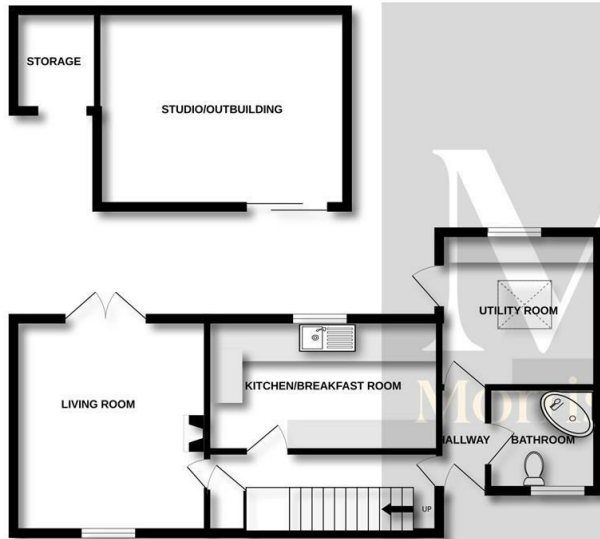 STORAGE
STUDIO/OUTBUILDING
UTILITY ROOM
KITCHEN/BREAKFAST ROOM
LIVING ROOM
HALLWAY
BATHROOM
UP